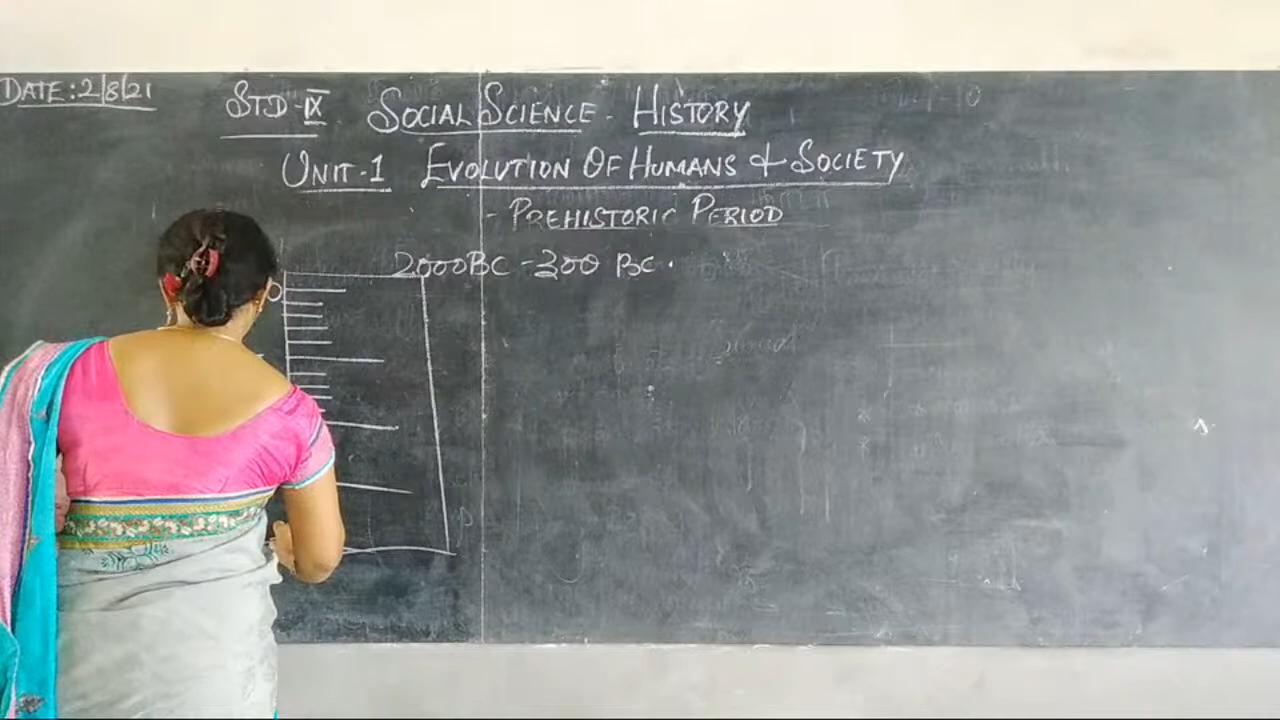 DATE: 2/8/21
STD-IX SOCIAL SCIENCE - HISTORY
UNIT-1 EVOLUTION OF HUMANS & SOCIETY
- PREHISTORIC PERIOD
2000BC - 300 BC.
0